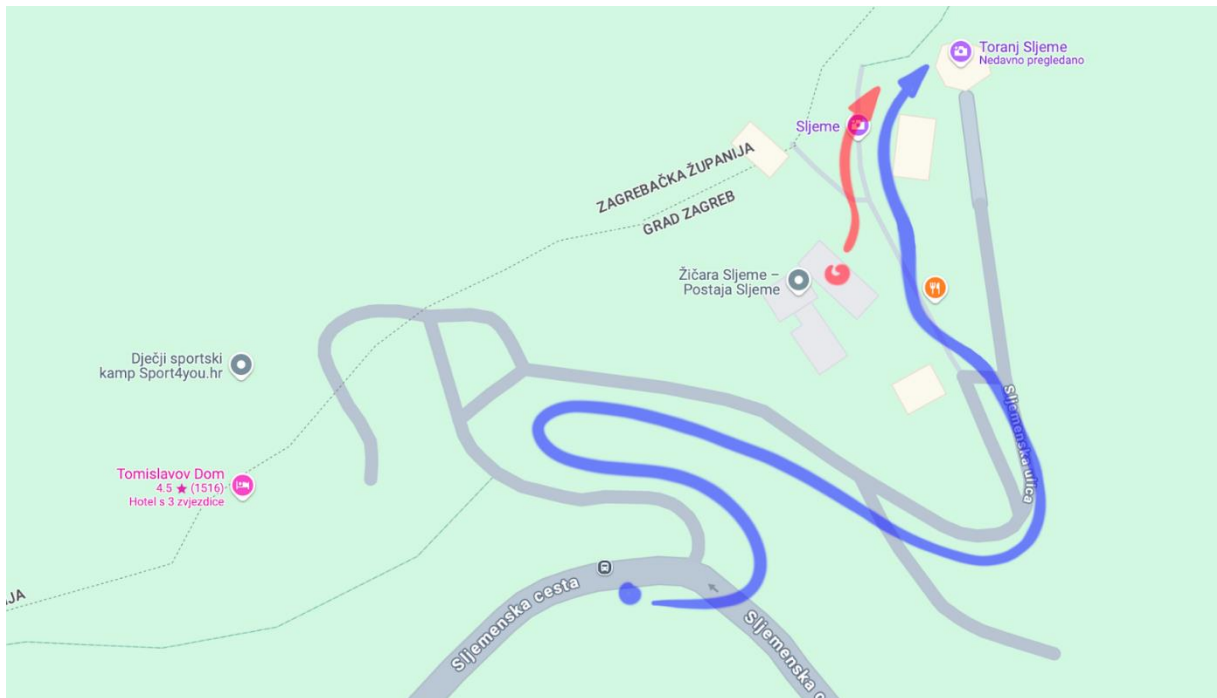 Toranj Sljeme
Nedavno pregledano
Sljeme
ZAGREBAČKA ŽUPANIJA
GRAD ZAGREB
Žičara Sljeme –
Postaja Sljeme
Dječji sportski
kamp Sport4you.hr
Sljemenska ulica
Tomislavov Dom
4.5 ★ (1516)
Hotel s 3 zvjezdice
JA
Sljemenska cesta
Sljemenska c